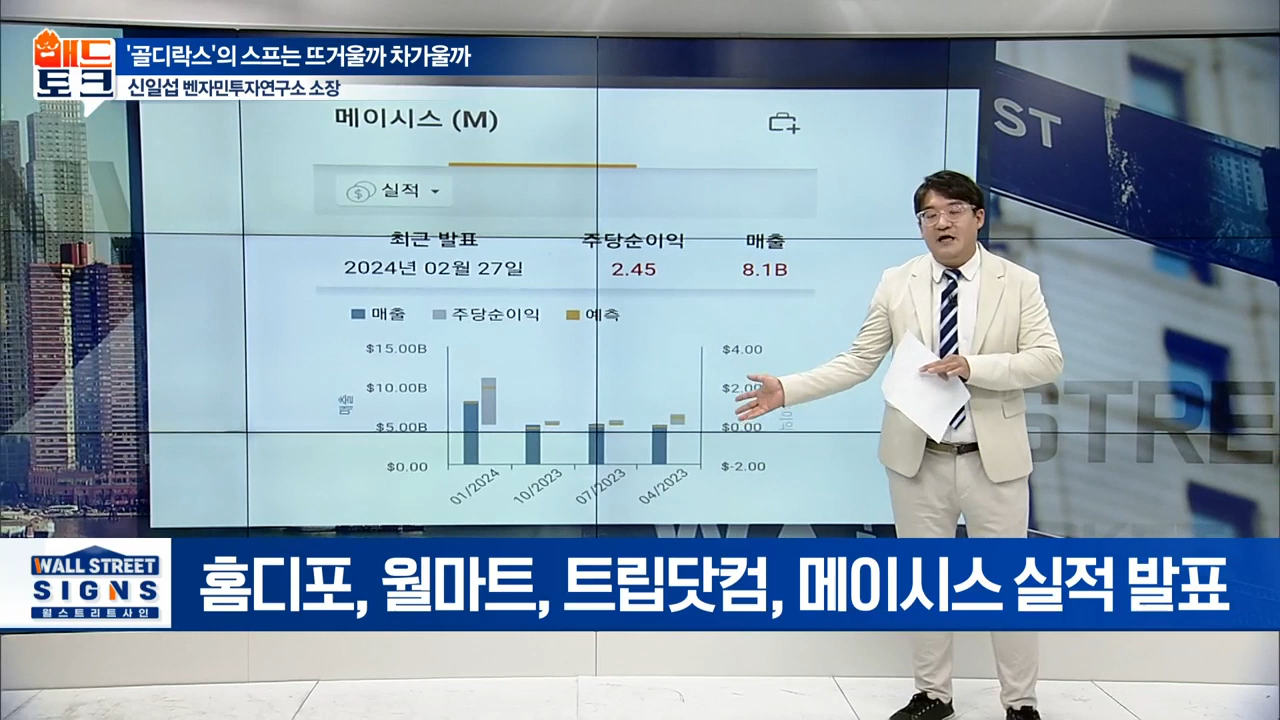 매드
토크
'골디락스'의 스프는 뜨거울까 차가울까
신일섭 벤자민투자연구소 소장
메이시스 (M)
실적
최근 발표 주당순이익 매출
2024년 02월 27일 2.45 8.1B
매출 주당순이익 예측
$15.00B $4.00
$10.00B $2.00
매출
$5.00B $0.00
$0.00 $-2.00
01/2024 10/2023 07/2023 04/2023
ST
STRE
WALL STREET
SIGNS
월스트리트사인
홈디포, 월마트, 트립닷컴, 메이시스 실적 발표